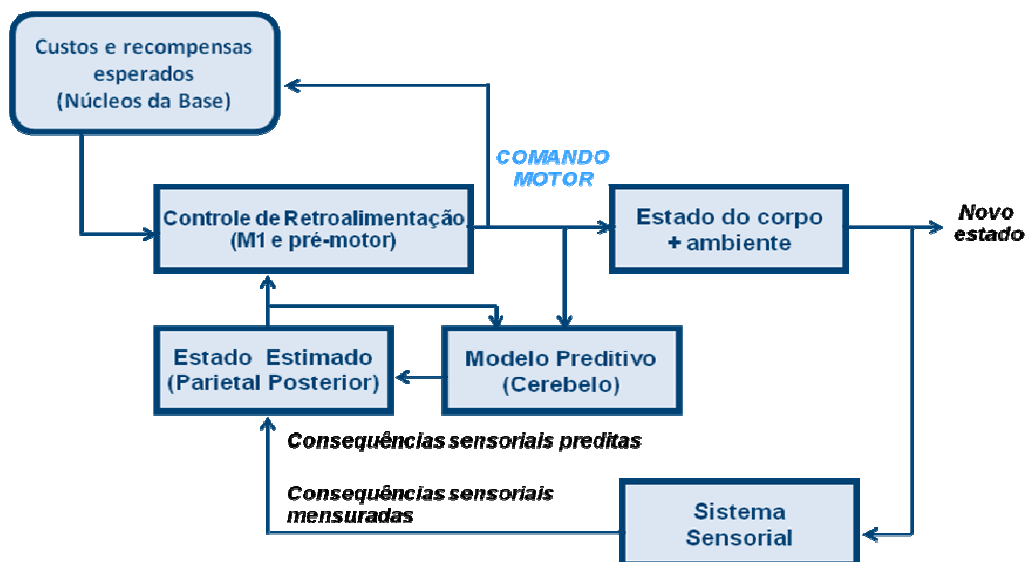 Custos e recompensas
esperados
(Núcleos da Base)
COMANDO
MOTOR
Controle de Retroalimentação
(M1 e pré-motor)
Estado do corpo
+ ambiente
Novo
estado
Estado Estimado
(Parietal Posterior)
Modelo Preditivo
(Cerebelo)
Consequências sensoriais preditas
Consequências sensoriais
mensuradas
Sistema
Sensorial